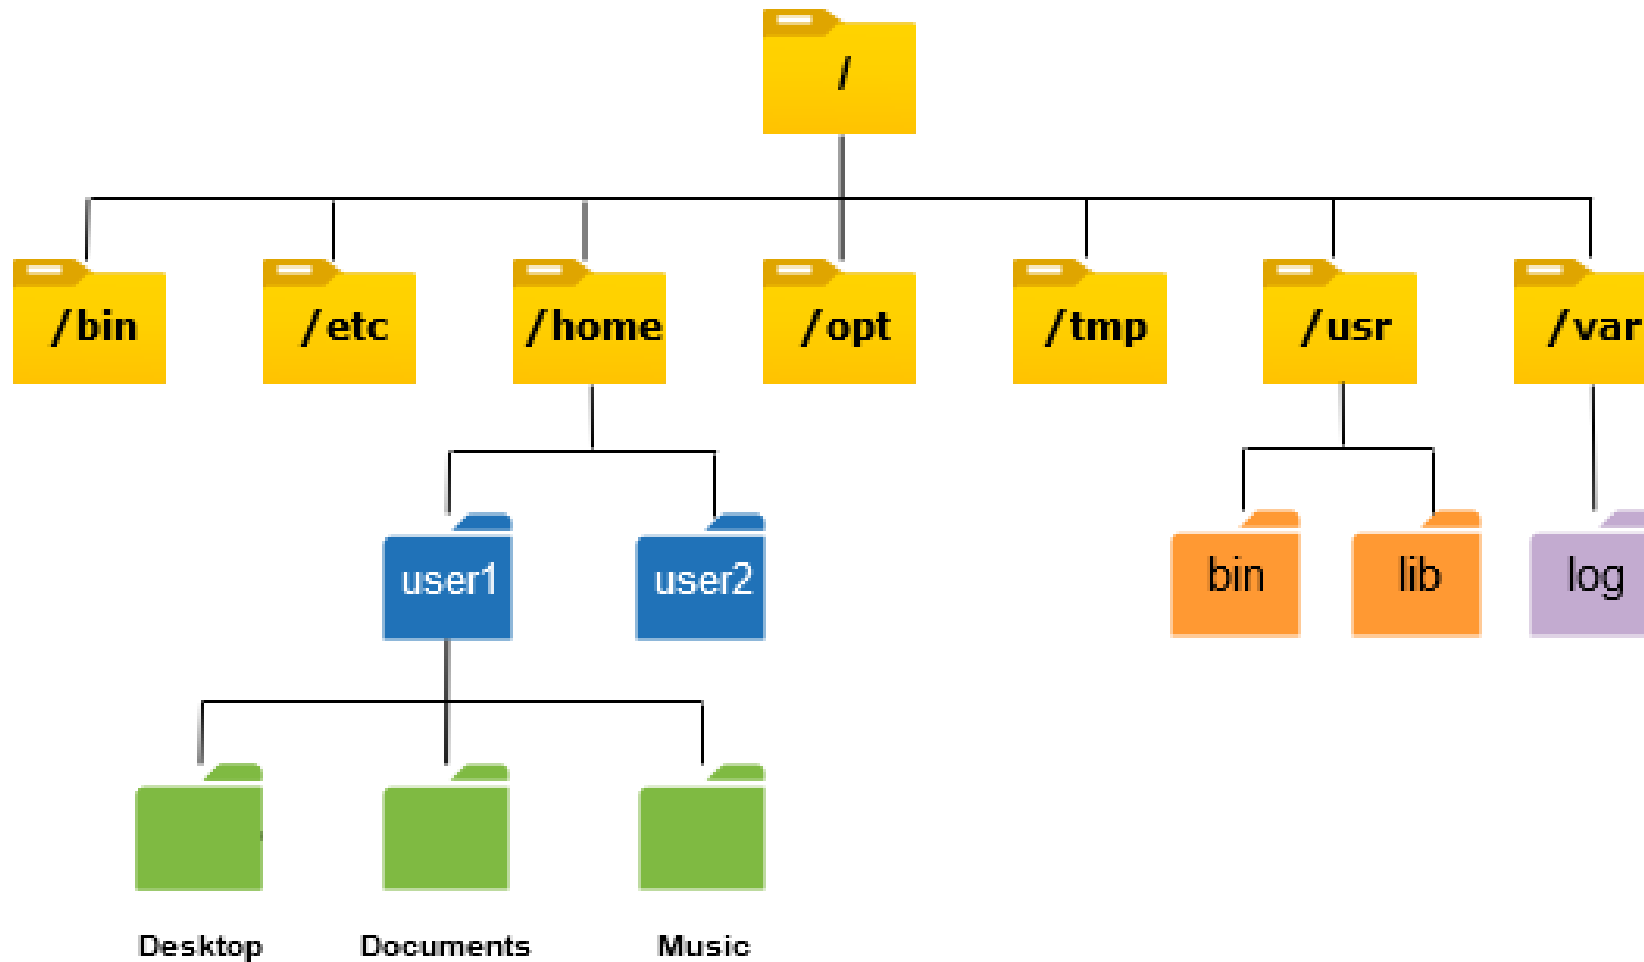 /
/bin
/etc
/home
/opt
/tmp
/usr
/var
user1
user2
bin
lib
log
Desktop
Documents
Music